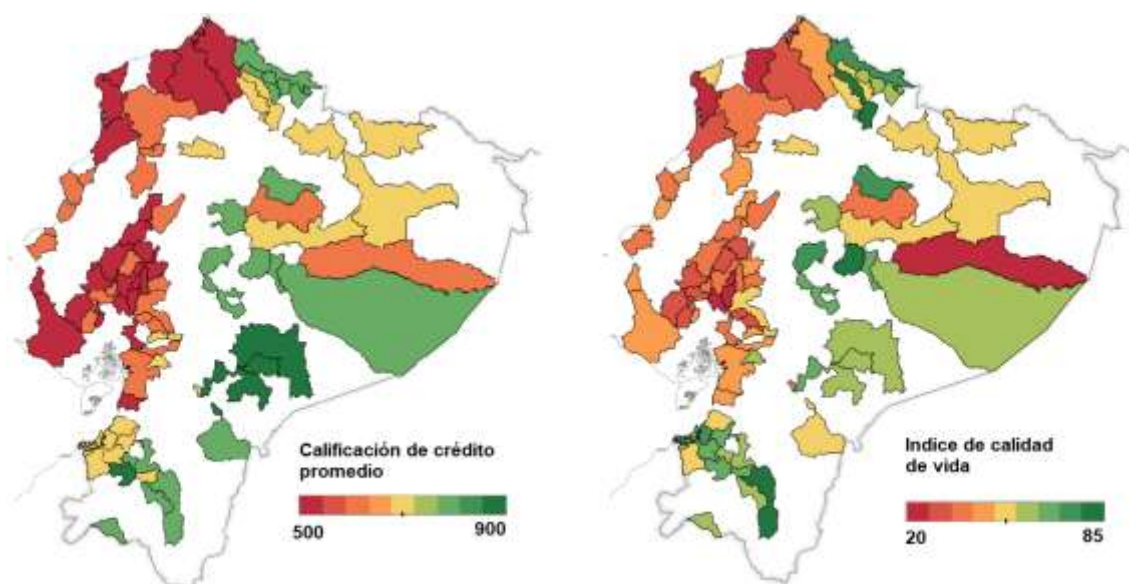 Calificación de crédito
promedio
500
900
Indice de calidad
de vida
20
85